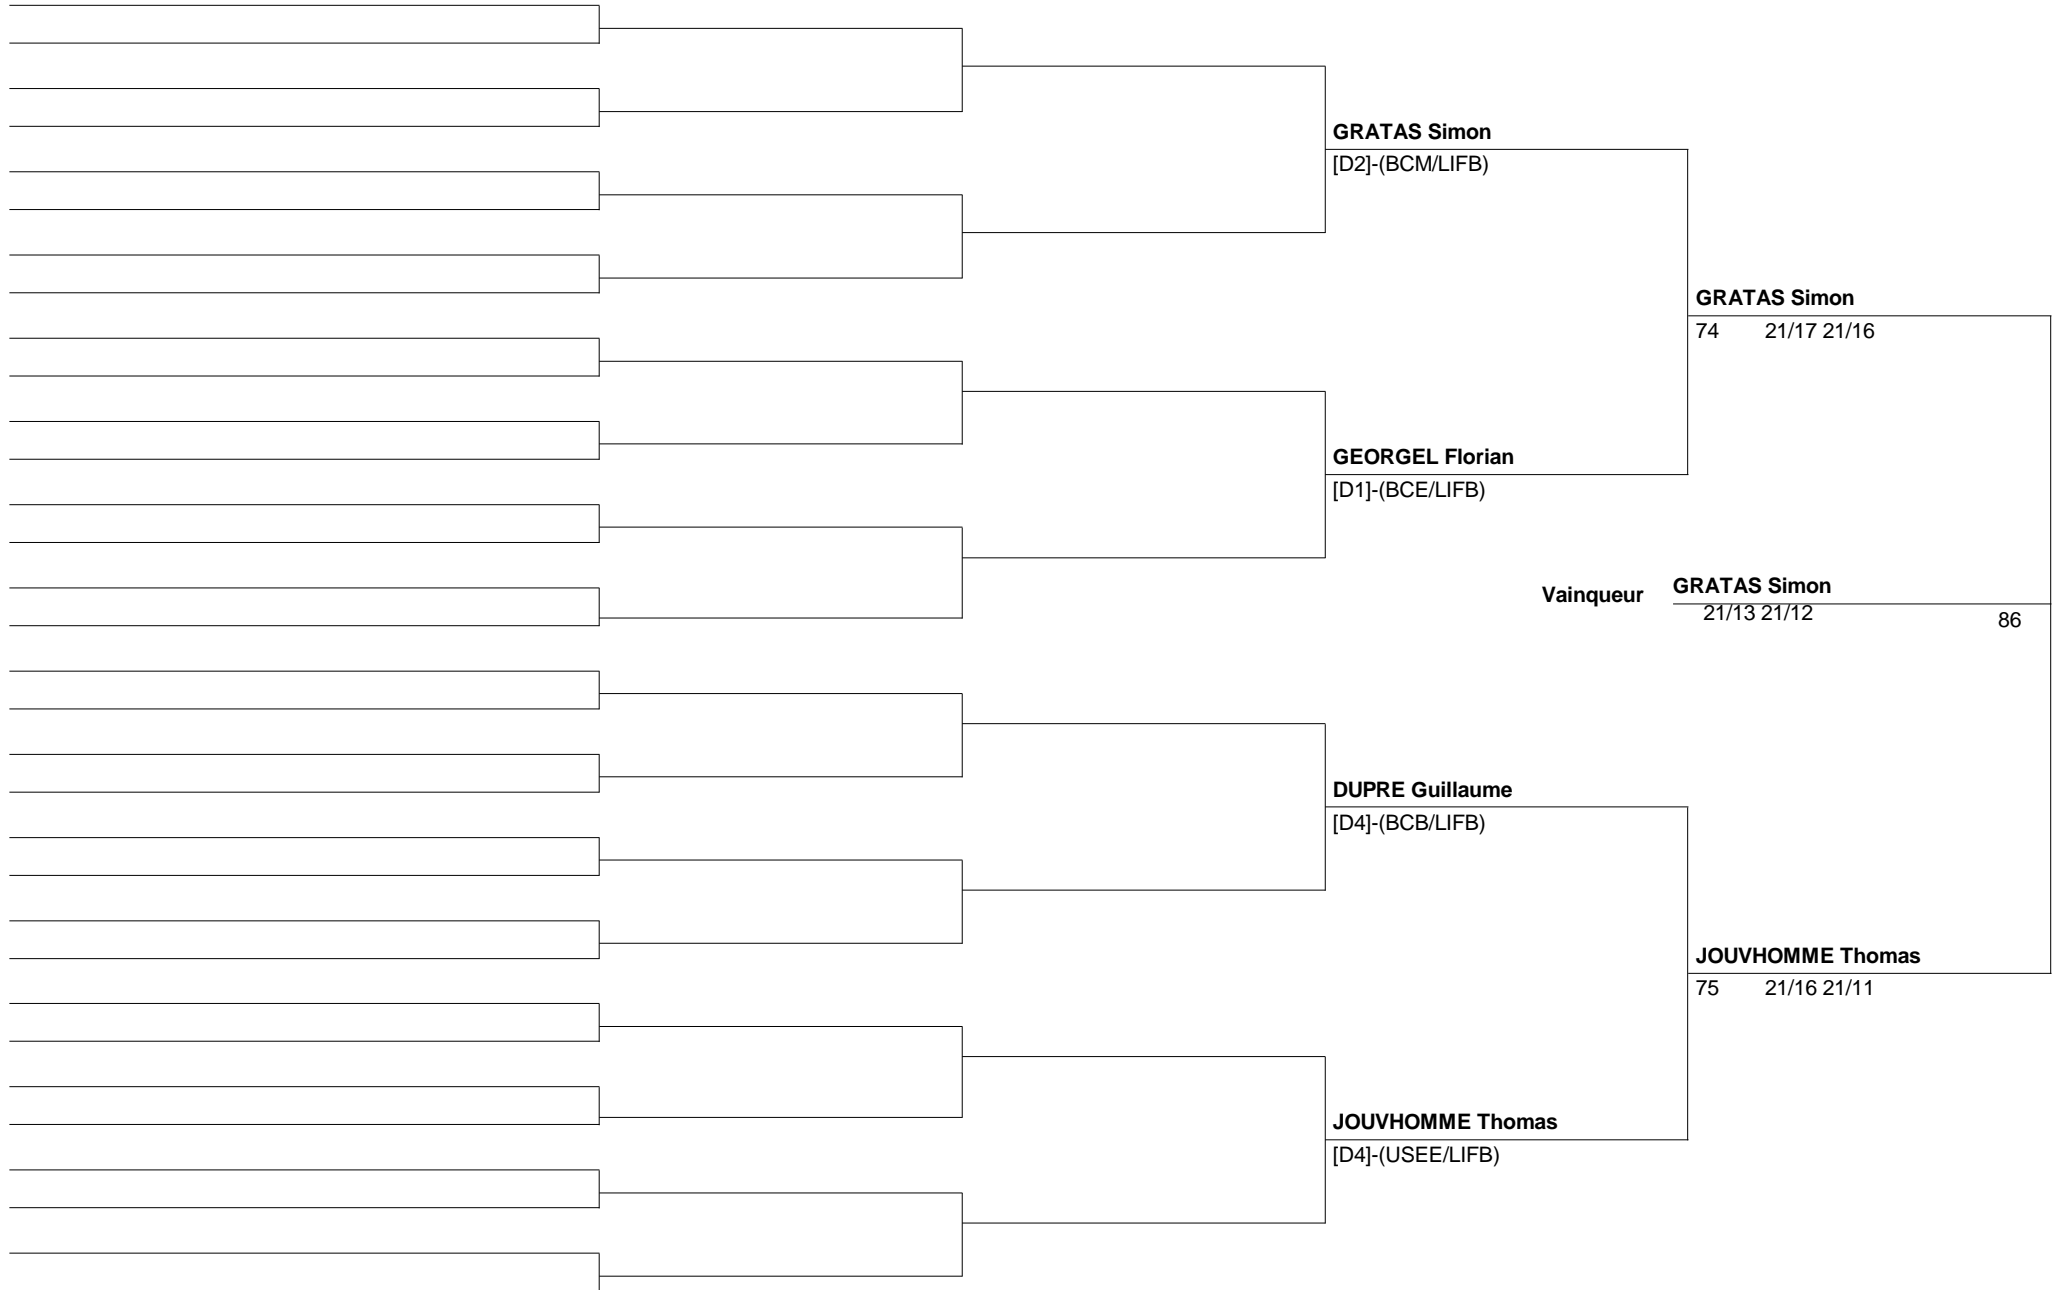 GRATAS Simon
[D2]-(BCM/LIFB)
GRATAS Simon
74 21/17 21/16
GEORGEL Florian
[D1]-(BCE/LIFB)
Vainqueur GRATAS Simon
21/13 21/12 86
DUPRE Guillaume
[D4]-(BCB/LIFB)
JOUVHOMME Thomas
75 21/16 21/11
JOUVHOMME Thomas
[D4]-(USEE/LIFB)